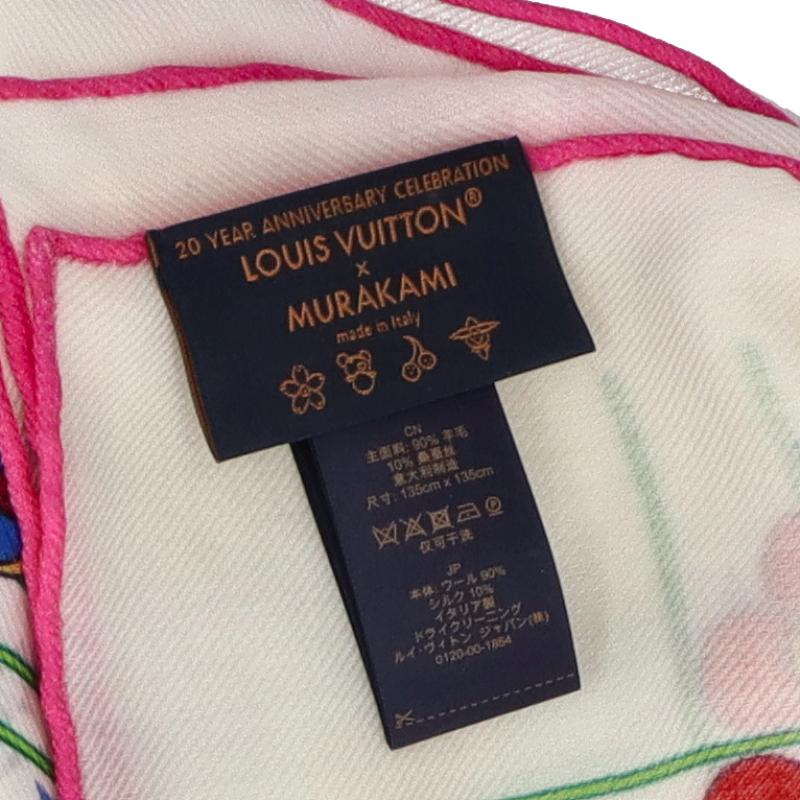 20 YEAR ANNIVERSARY CELEBRATION
LOUIS VUITTON®
x
MURAKAMI
made in Italy
CN
主面料: 90% 羊毛
10% 桑蚕丝
意大利制造
尺寸: 135cm x 135cm
仅可干洗
JP
本体: ウール 90%
シルク 10%
イタリア製
ドライクリーニング
ルイ・ヴィトン ジャパン(株)
0120-00-1854